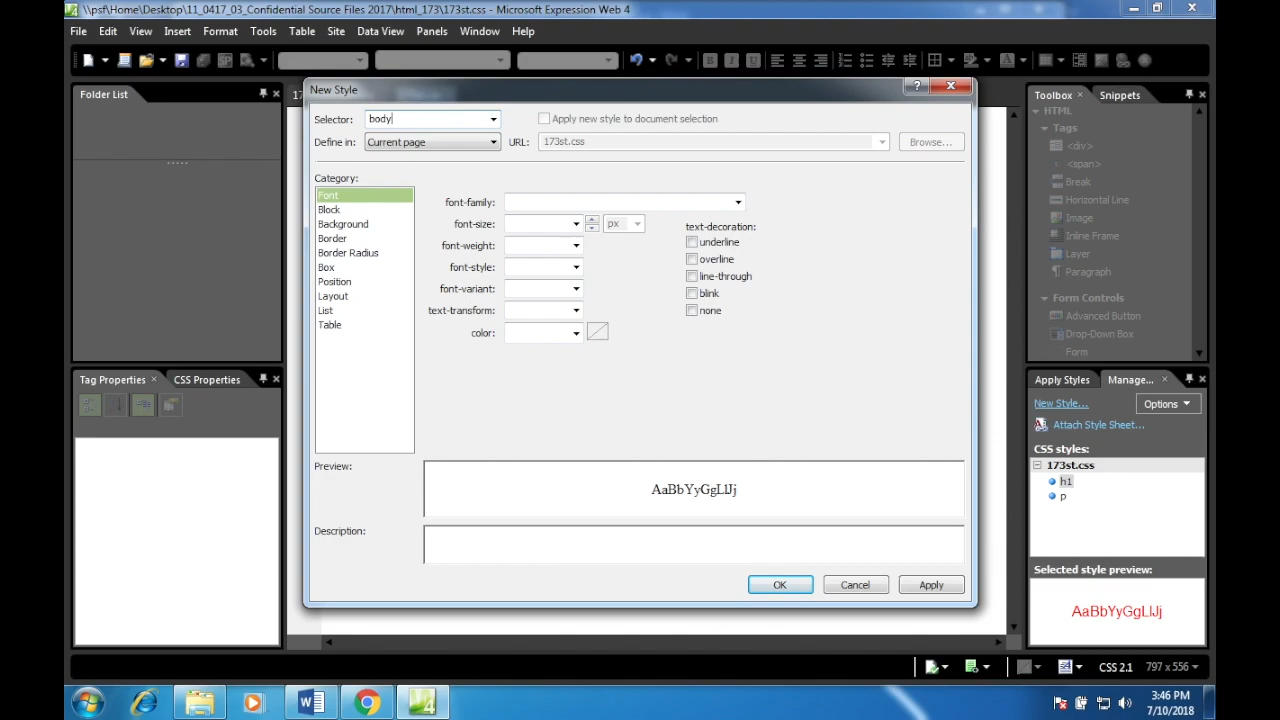 \\psf\Home\Desktop\11_0417_03_Confidential Source Files 2017\html_173\173st.css - Microsoft Expression Web 4
File Edit View Insert Format Tools Table Site Data View Panels Window Help
Folder List
New Style
Selector: body
Apply new style to document selection
Define in: Current page
URL: 173st.css
Browse...
Category:
Font
Block
Background
Border
Border Radius
Box
Position
Layout
List
Table
font-family:
font-size: px
font-weight:
font-style:
font-variant:
text-transform:
color:
text-decoration:
underline
overline
line-through
blink
none
Preview:
AaBbYyGgLlJj
Description:
OK Cancel Apply
Toolbox Snippets
HTML
Tags
<div>
<span>
Break
Horizontal Line
Image
Inline Frame
Layer
Paragraph
Form Controls
Advanced Button
Drop-Down Box
Form
Tag Properties CSS Properties
Apply Styles Manage...
New Style... Options
Attach Style Sheet...
CSS styles:
173st.css
h1
p
Selected style preview:
AaBbYyGgLlJj
CSS 2.1 797 x 556
3:46 PM
7/10/2018